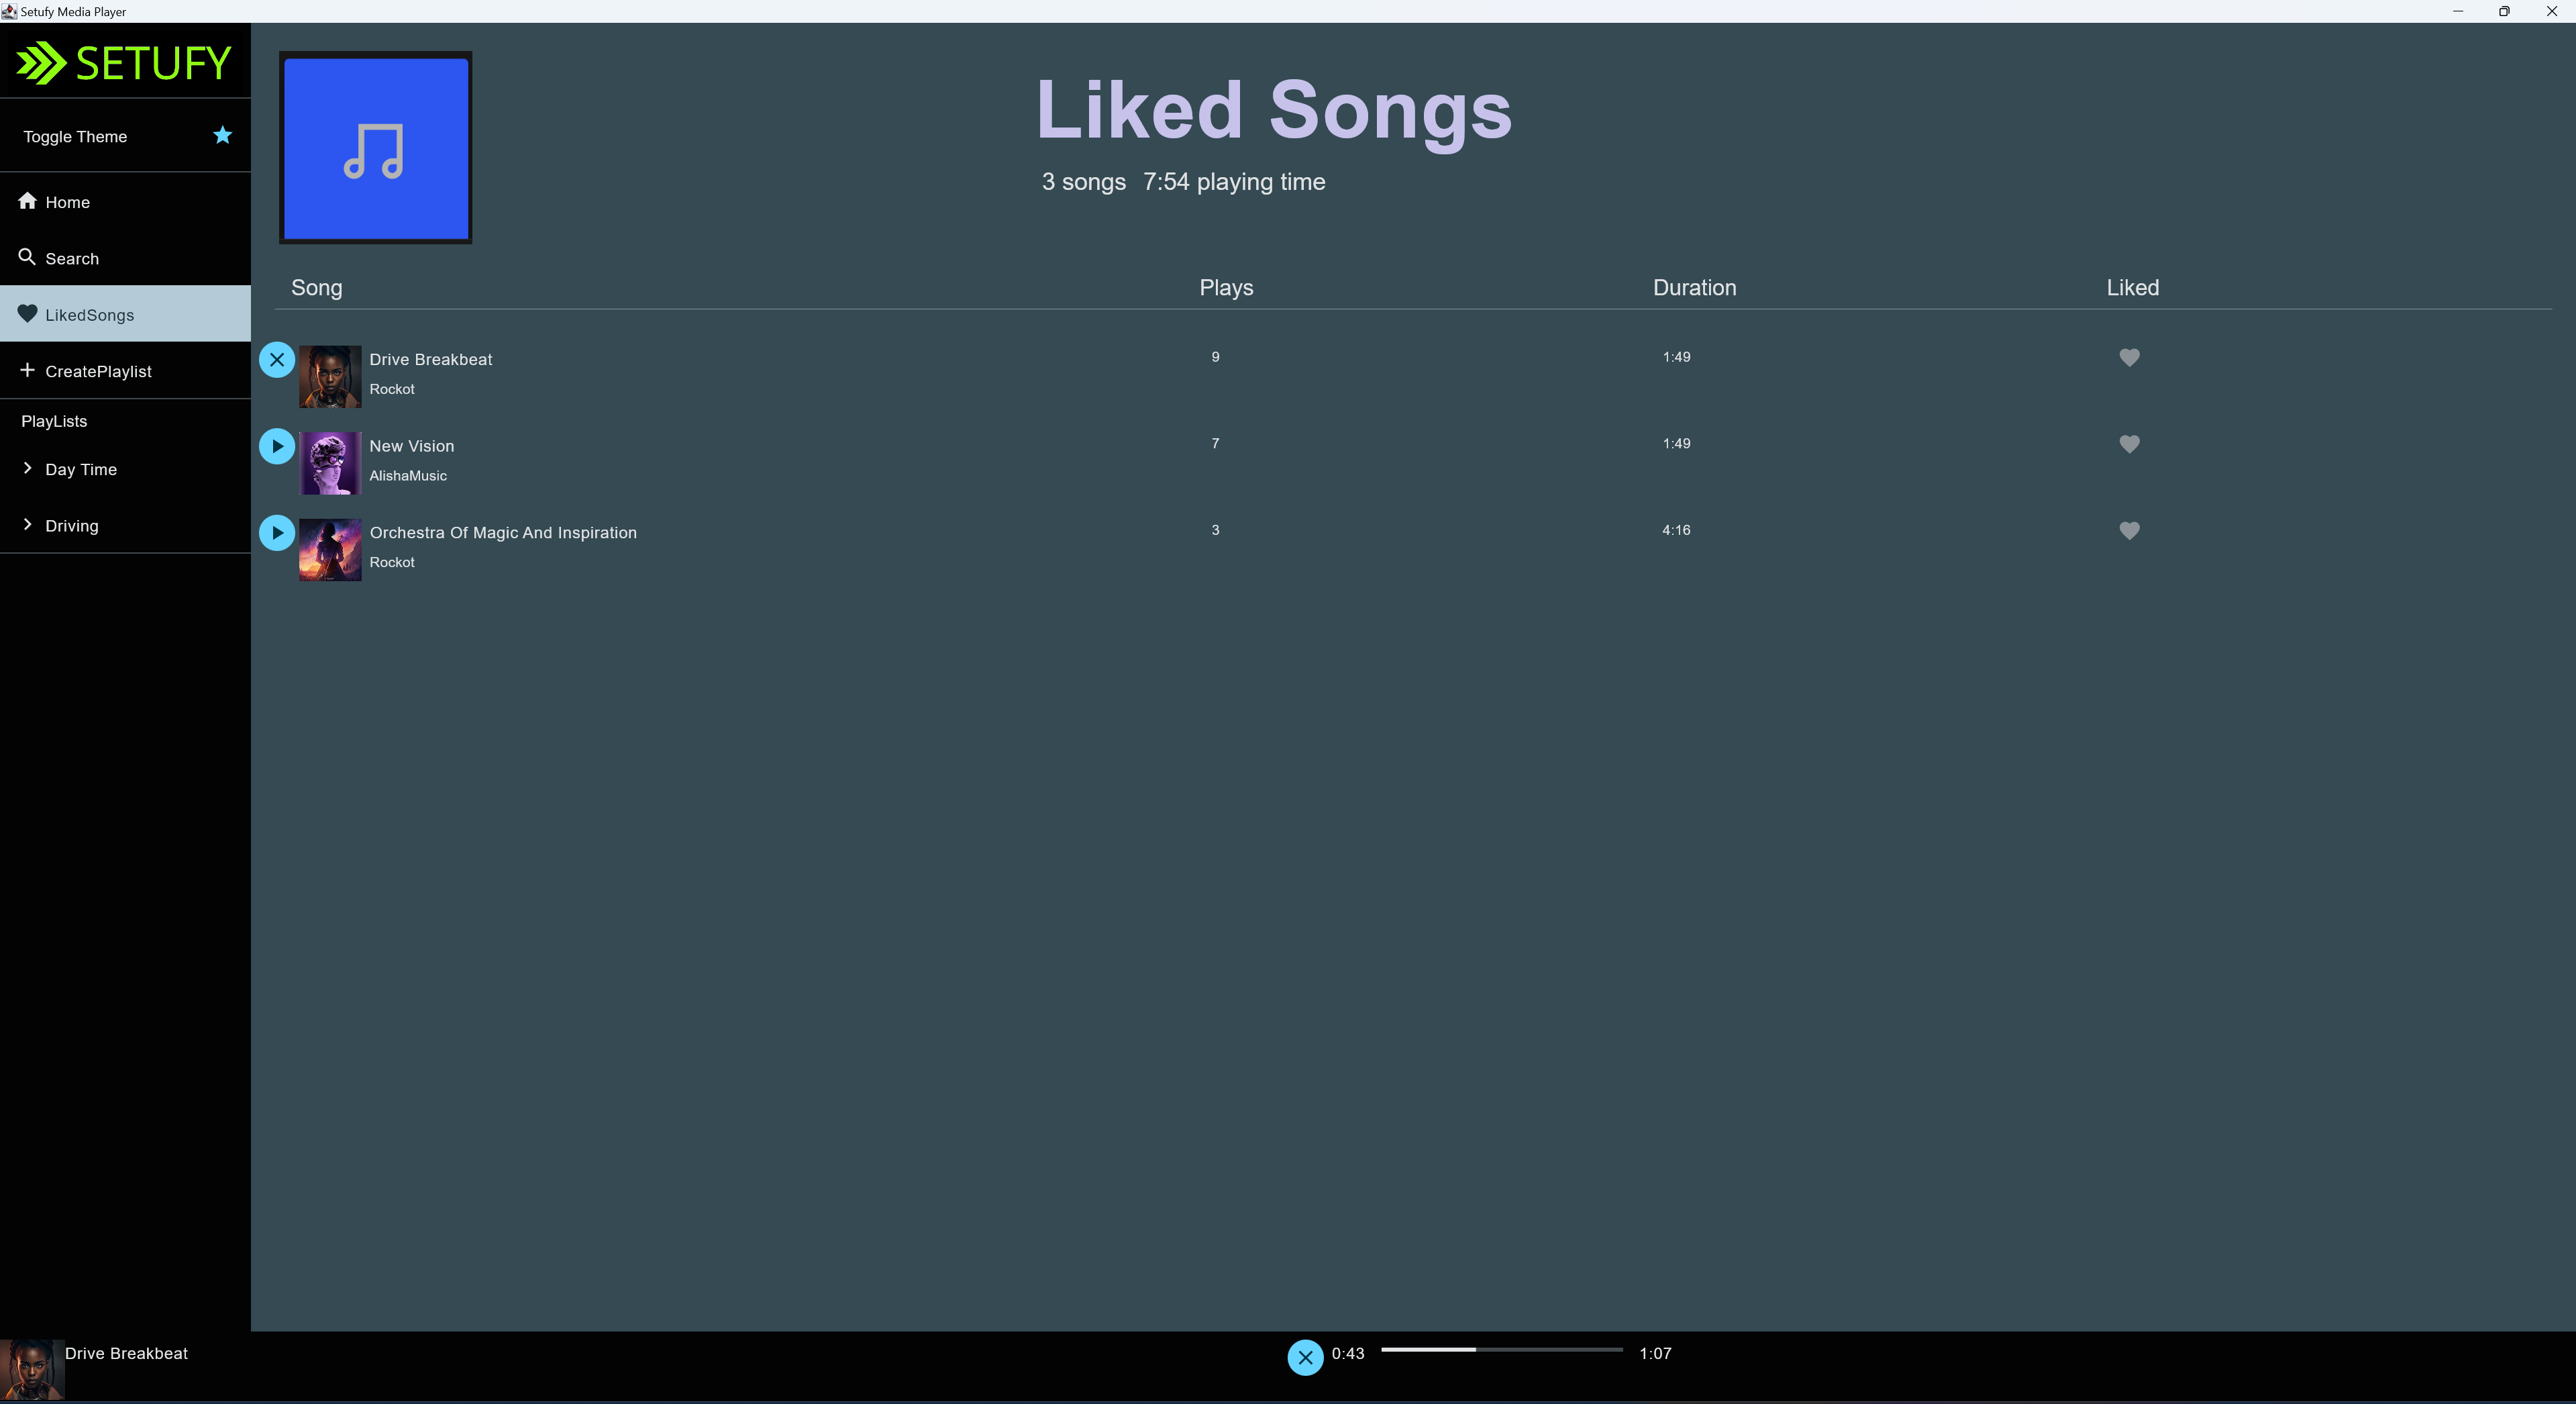 Setufy Media Player
SETUFY
Toggle Theme
Home
Search
LikedSongs
CreatePlaylist
PlayLists
Day Time
Driving
Liked Songs
3 songs 7:54 playing time
Song Plays Duration Liked
Drive Breakbeat 9 1:49
Rockot
New Vision 7 1:49
AlishaMusic
Orchestra Of Magic And Inspiration 3 4:16
Rockot
Drive Breakbeat 0:43 1:07